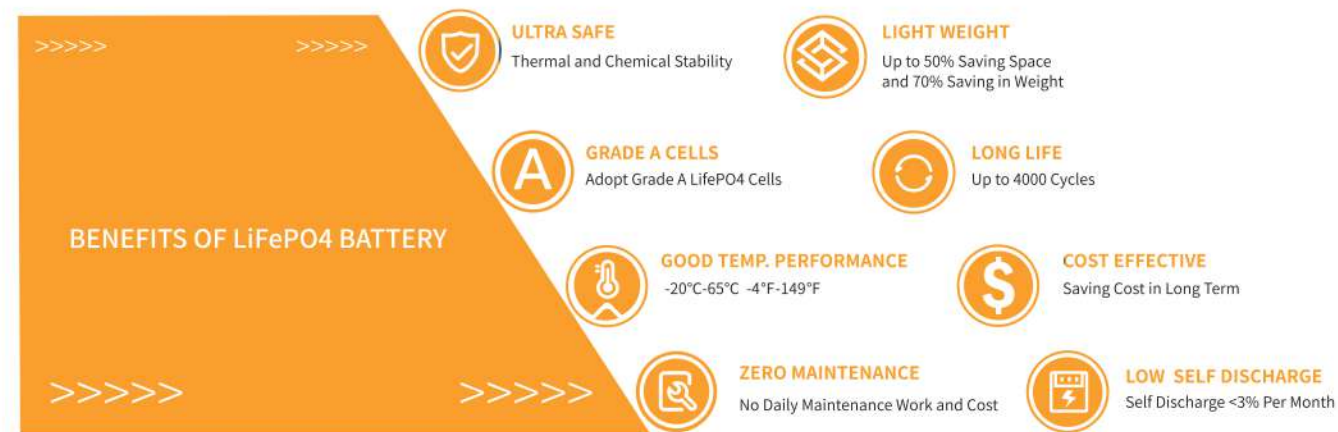 >>>>> >>>>>
BENEFITS OF LiFePO4 BATTERY
>>>>> >>>>>
ULTRA SAFE
Thermal and Chemical Stability
LIGHT WEIGHT
Up to 50% Saving Space
and 70% Saving in Weight
A
GRADE A CELLS
Adopt Grade A LifePO4 Cells
LONG LIFE
Up to 4000 Cycles
GOOD TEMP. PERFORMANCE
-20°C-65°C -4°F-149°F
$
COST EFFECTIVE
Saving Cost in Long Term
ZERO MAINTENANCE
No Daily Maintenance Work and Cost
LOW SELF DISCHARGE
Self Discharge <3% Per Month